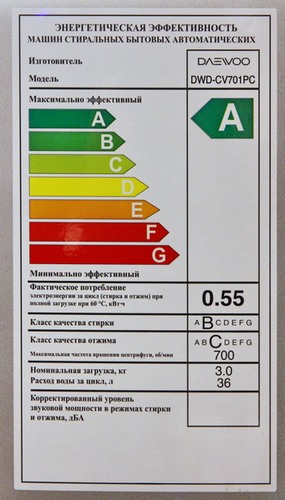 ЭНЕРГЕТИЧЕСКАЯ ЭФФЕКТИВНОСТЬ
МАШИН СТИРАЛЬНЫХ БЫТОВЫХ АВТОМАТИЧЕСКИХ
Изготовитель DAEWOO
Модель DWD-CV701PC
Максимально эффективный
A
A
B
C
D
E
F
G
Минимально эффективный
Фактическое потребление
электроэнергии за цикл (стирка и отжим) при
полной загрузке при 60 °C, кВт·ч
0.55
Класс качества стирки ABCDEFG
Класс качества отжима ABCDEFG
Максимальная частота вращения центрифуги, об/мин 700
Номинальная загрузка, кг 3.0
Расход воды за цикл, л 36
Корректированный уровень
звуковой мощности в режимах стирки
и отжима, дБА